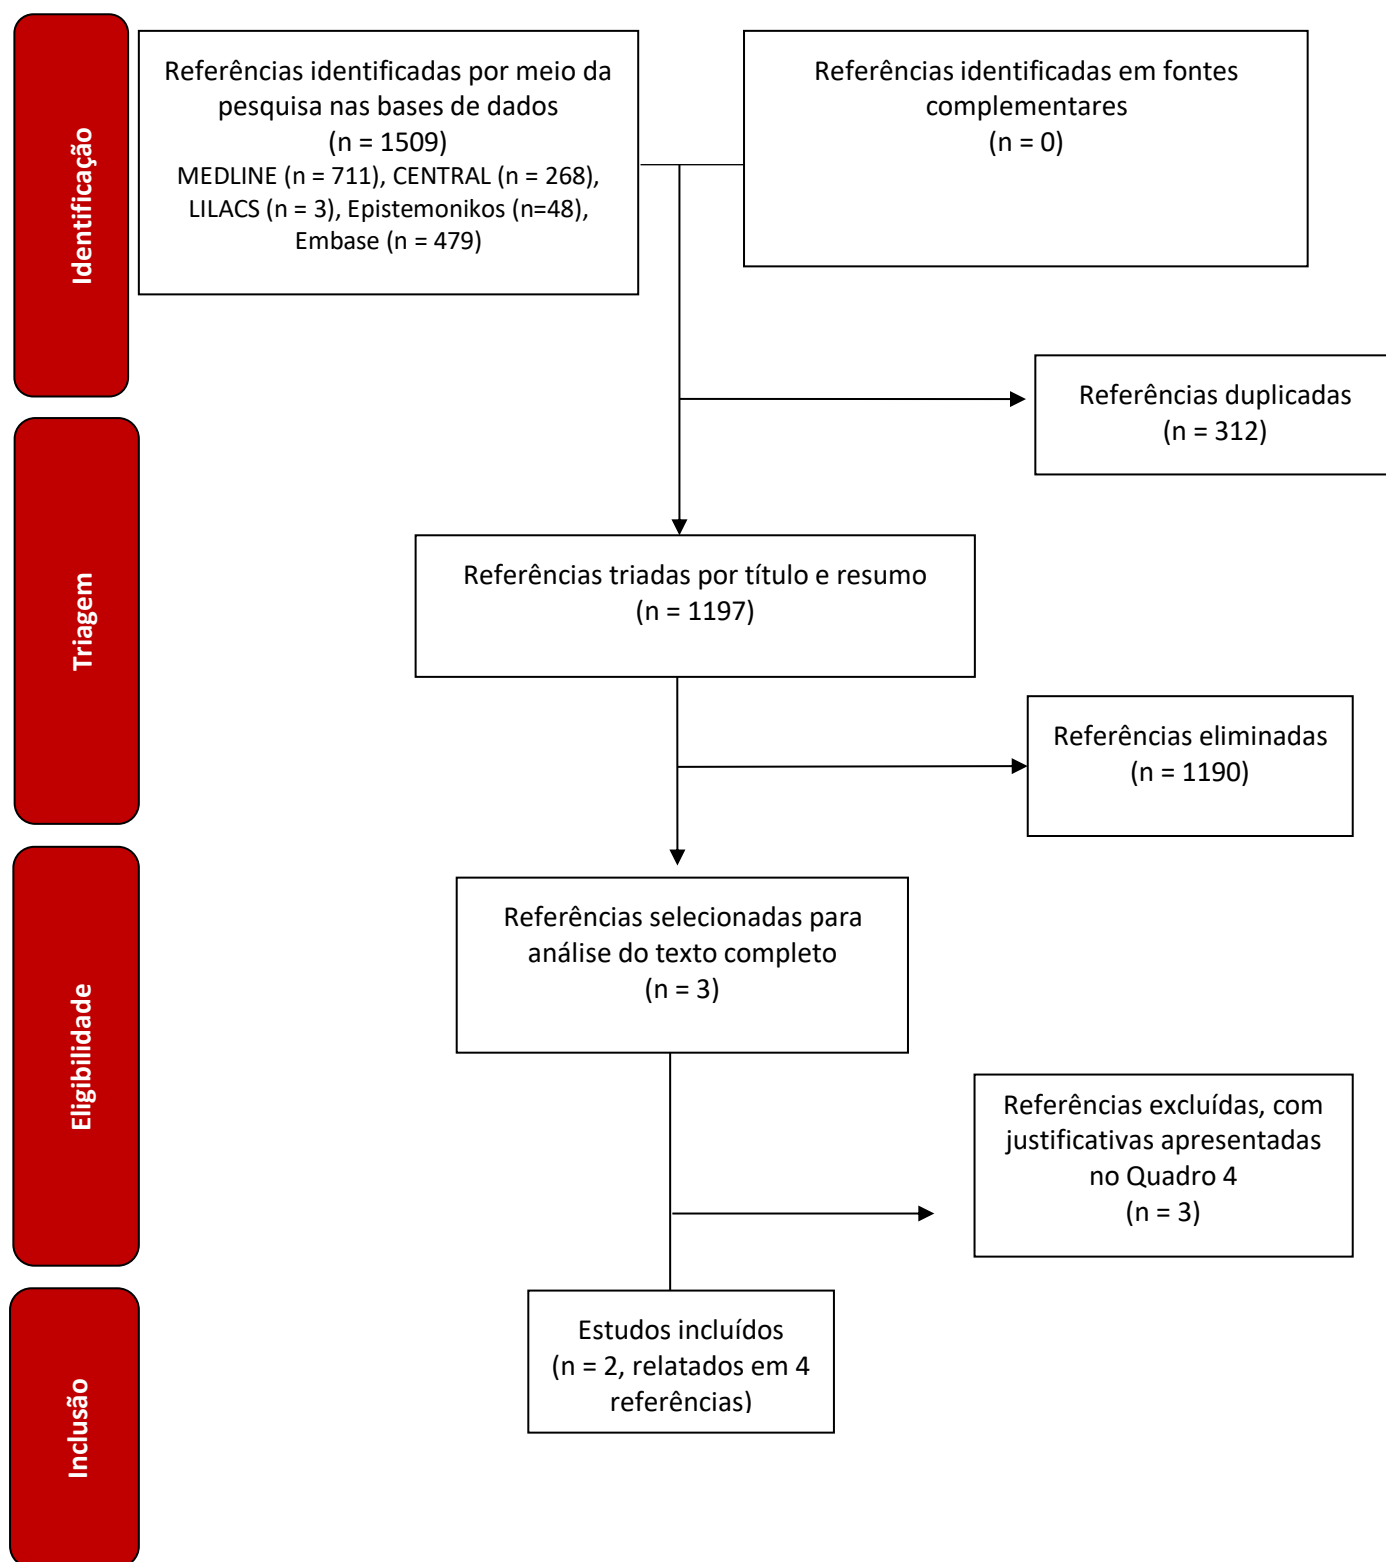 Identificação
Referências identificadas por meio da
pesquisa nas bases de dados
(n = 1509)
MEDLINE (n = 711), CENTRAL (n = 268),
LILACS (n = 3), Epistemonikos (n=48),
Embase (n = 479)
Referências identificadas em fontes
complementares
(n = 0)
Referências duplicadas
(n = 312)
Triagem
Referências triadas por título e resumo
(n = 1197)
Referências eliminadas
(n = 1190)
Eligibilidade
Referências selecionadas para
análise do texto completo
(n = 3)
Referências excluídas, com
justificativas apresentadas
no Quadro 4
(n = 3)
Inclusão
Estudos incluídos
(n = 2, relatados em 4
referências)